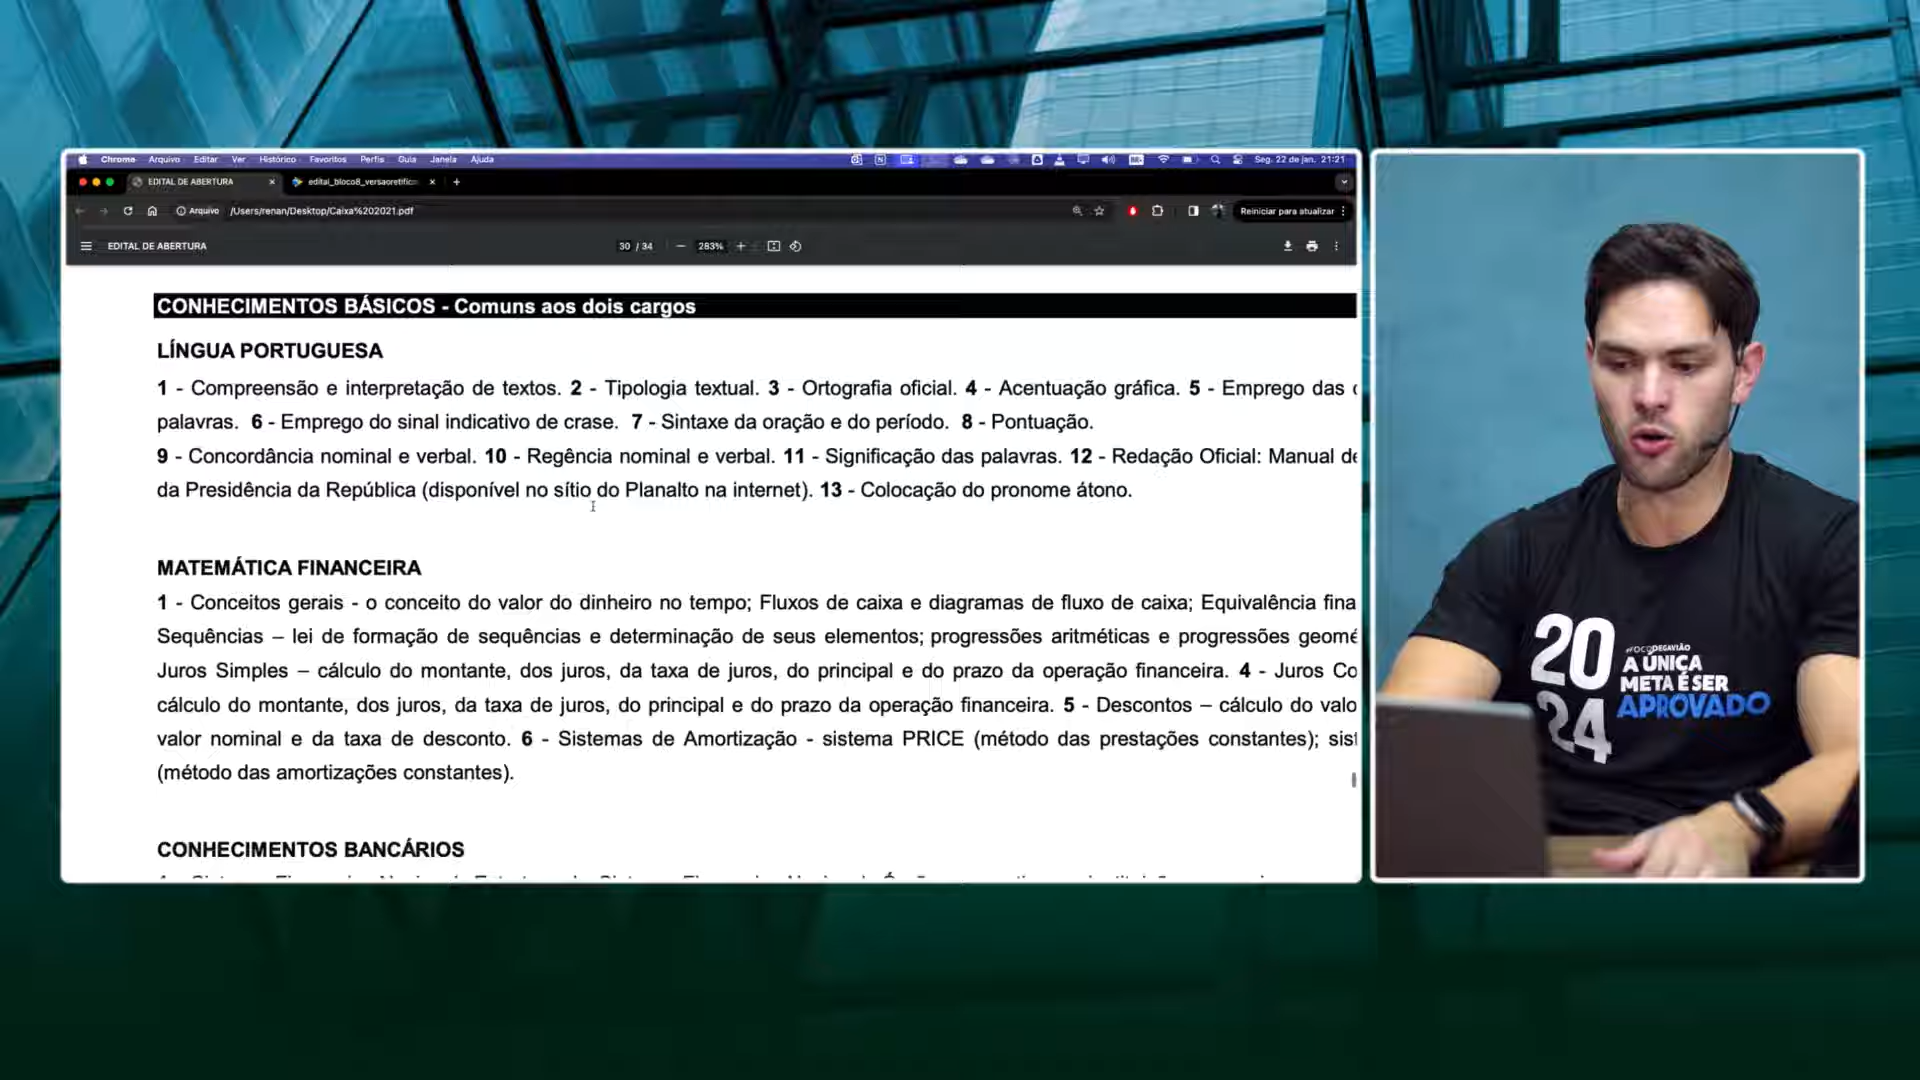 Chrome Arquivo Editar Ver Histórico Favoritos Perfis Guia Janela Ajuda Seg. 22 de jan. 21:21
EDITAL DE ABERTURA
Arquivo /Users/renan/Desktop/Caixa%202021.pdf Reiniciar para atualizar
EDITAL DE ABERTURA 30 / 34 283%
CONHECIMENTOS BÁSICOS - Comuns aos dois cargos
LÍNGUA PORTUGUESA
1 - Compreensão e interpretação de textos. 2 - Tipologia textual. 3 - Ortografia oficial. 4 - Acentuação gráfica. 5 - Emprego das
palavras. 6 - Emprego do sinal indicativo de crase. 7 - Sintaxe da oração e do período. 8 - Pontuação.
9 - Concordância nominal e verbal. 10 - Regência nominal e verbal. 11 - Significação das palavras. 12 - Redação Oficial: Manual
da Presidência da República (disponível no sítio do Planalto na internet). 13 - Colocação do pronome átono.
MATEMÁTICA FINANCEIRA
1 - Conceitos gerais - o conceito do valor do dinheiro no tempo; Fluxos de caixa e diagramas de fluxo de caixa; Equivalência fina
Sequências – lei de formação de sequências e determinação de seus elementos; progressões aritméticas e progressões geomé
Juros Simples – cálculo do montante, dos juros, da taxa de juros, do principal e do prazo da operação financeira. 4 - Juros Co
cálculo do montante, dos juros, da taxa de juros, do principal e do prazo da operação financeira. 5 - Descontos – cálculo do valo
valor nominal e da taxa de desconto. 6 - Sistemas de Amortização - sistema PRICE (método das prestações constantes); sis
(método das amortizações constantes).
CONHECIMENTOS BANCÁRIOS
20
24
#FOCODEGAVIÃO
A ÚNICA
META É SER
APROVADO